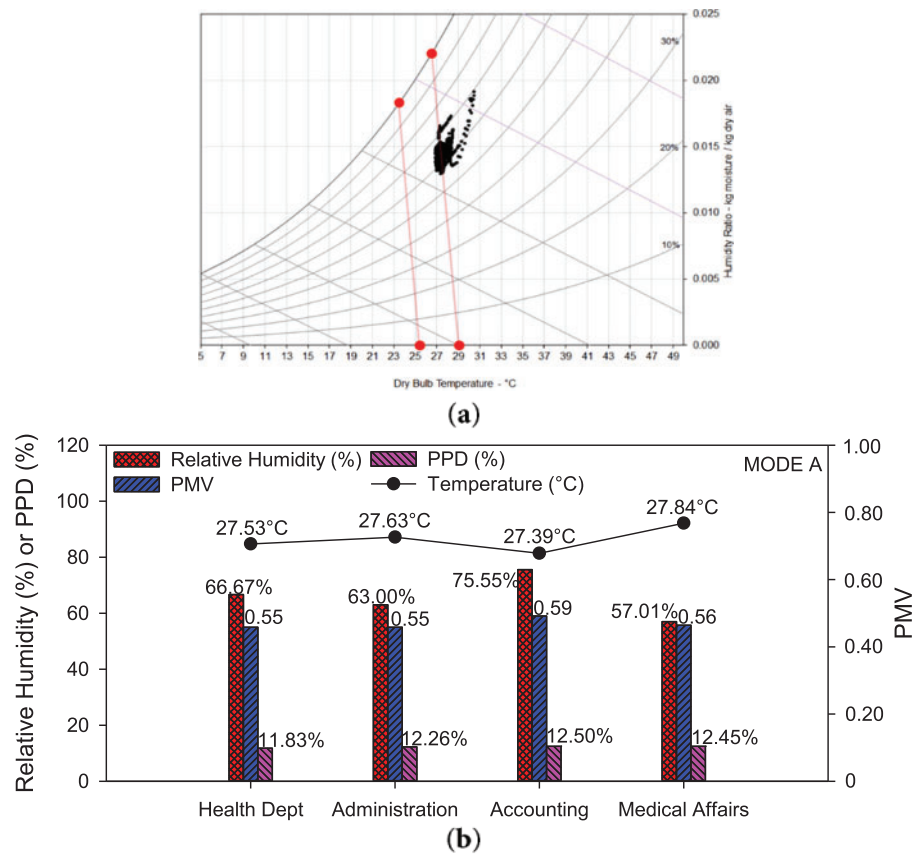 0.025
30%
0.020
0.015
20%
0.010
10%
0.005
0.000
Humidity Ratio - kg moisture / kg dry air
5 7 9 11 13 15 17 19 21 23 25 27 29 31 33 35 37 39 41 43 45 47 49
Dry Bulb Temperature - °C
(a)
120
100
80
60
40
20
0
Relative Humidity (%) or PPD (%)
Relative Humidity (%)
PPD (%)
PMV
Temperature (°C)
MODE A
27.53°C
27.63°C
27.39°C
27.84°C
66.67%
63.00%
75.55%
57.01%
0.55
0.55
0.59
0.56
11.83%
12.26%
12.50%
12.45%
1.00
0.80
0.60
0.40
0.20
0
PMV
Health Dept Administration Accounting Medical Affairs
(b)